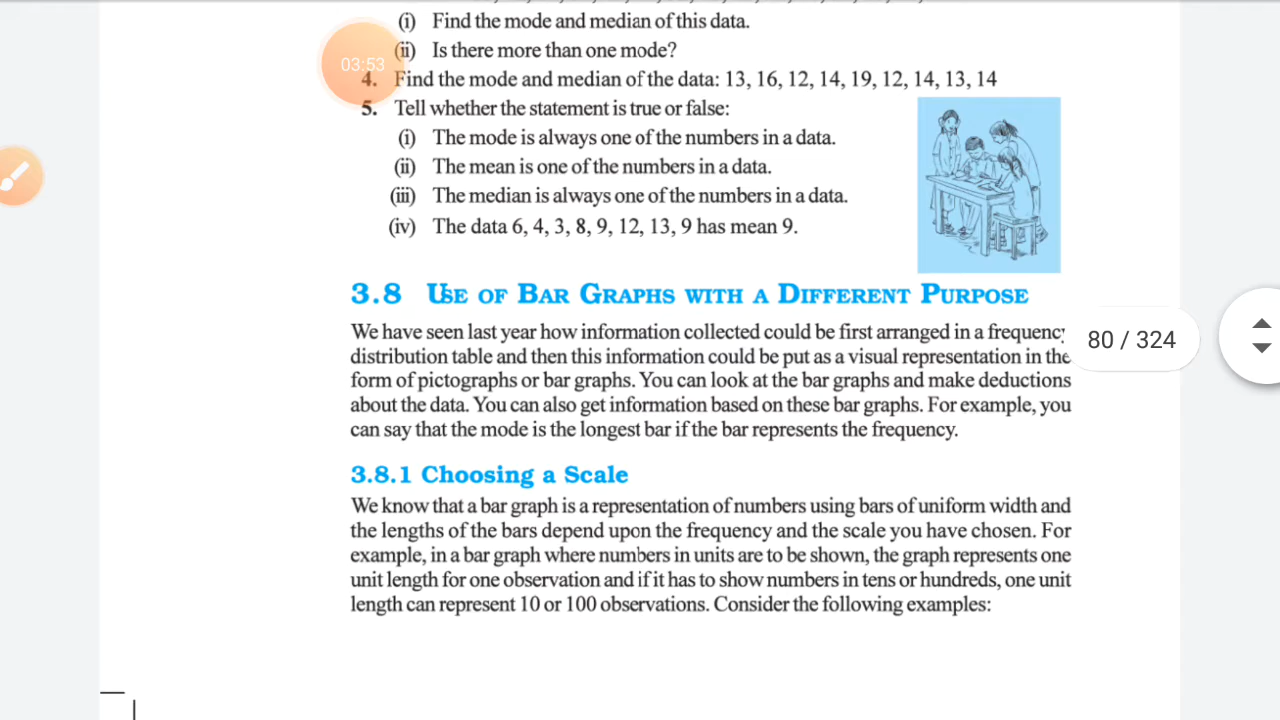 (i) Find the mode and median of this data.
(ii) Is there more than one mode?
03:53
4. Find the mode and median of the data: 13, 16, 12, 14, 19, 12, 14, 13, 14
5. Tell whether the statement is true or false:
(i) The mode is always one of the numbers in a data.
(ii) The mean is one of the numbers in a data.
(iii) The median is always one of the numbers in a data.
(iv) The data 6, 4, 3, 8, 9, 12, 13, 9 has mean 9.
3.8 USE OF BAR GRAPHS WITH A DIFFERENT PURPOSE
We have seen last year how information collected could be first arranged in a frequency
80 / 324
distribution table and then this information could be put as a visual representation in the
form of pictographs or bar graphs. You can look at the bar graphs and make deductions
about the data. You can also get information based on these bar graphs. For example, you
can say that the mode is the longest bar if the bar represents the frequency.
3.8.1 Choosing a Scale
We know that a bar graph is a representation of numbers using bars of uniform width and
the lengths of the bars depend upon the frequency and the scale you have chosen. For
example, in a bar graph where numbers in units are to be shown, the graph represents one
unit length for one observation and if it has to show numbers in tens or hundreds, one unit
length can represent 10 or 100 observations. Consider the following examples: